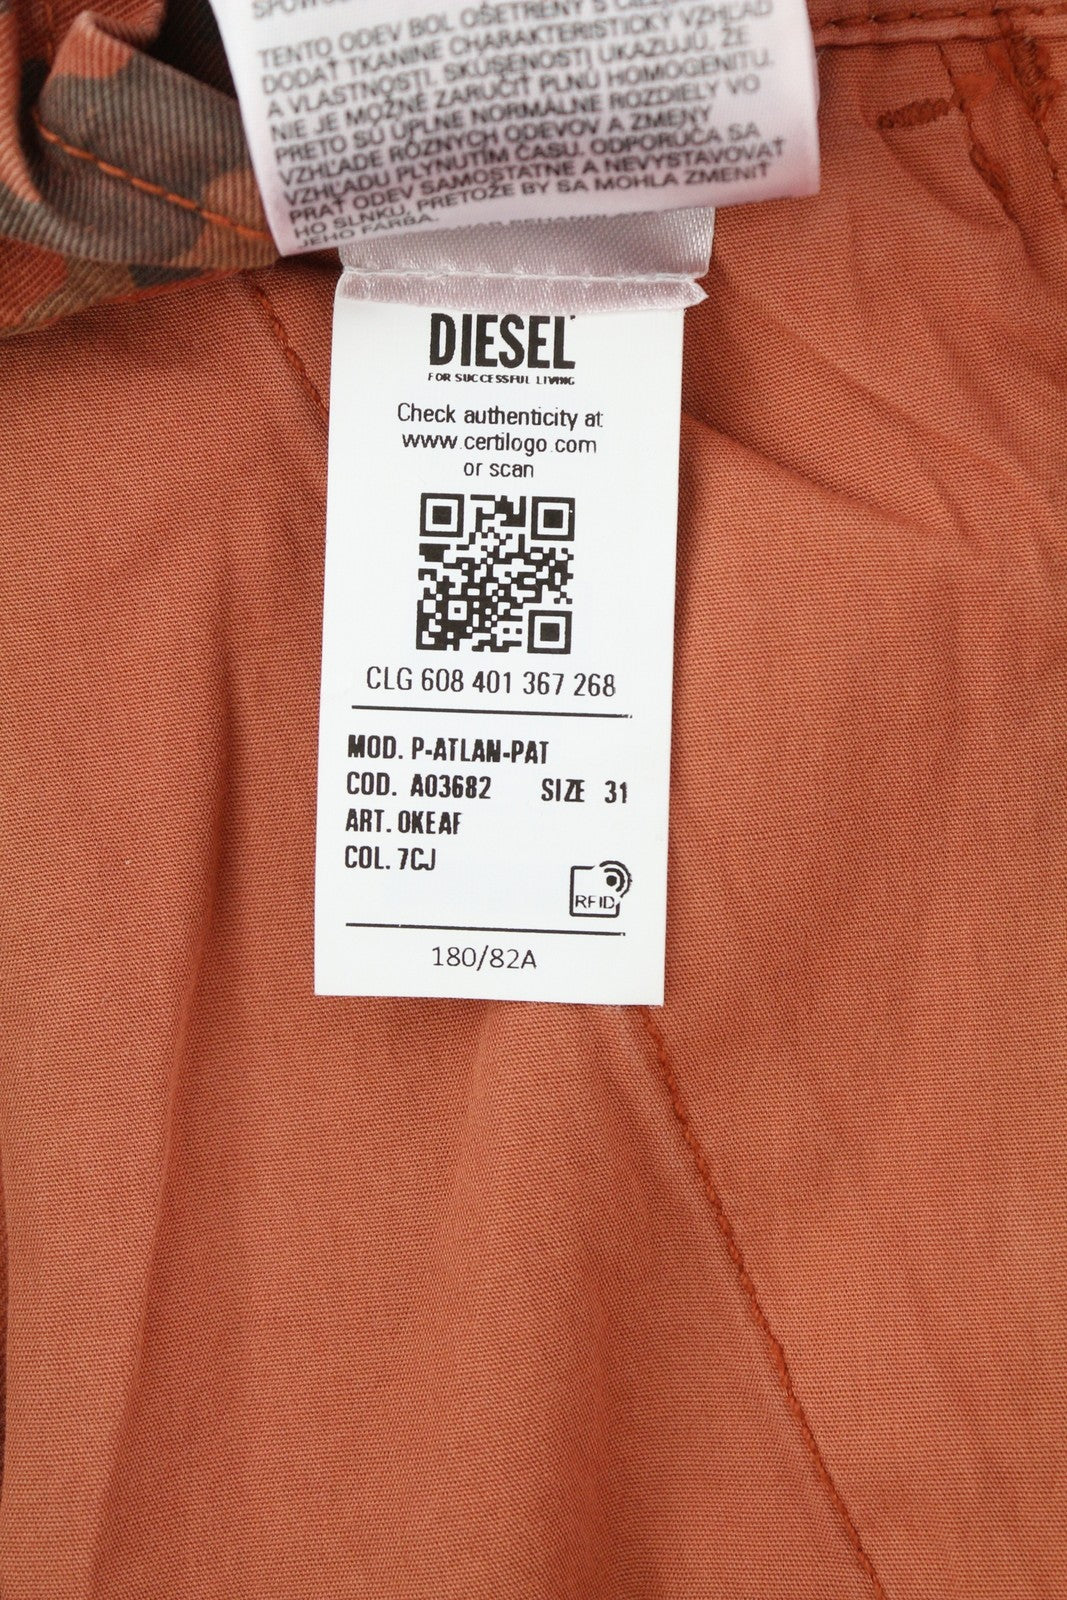 TENTO ODEV BOL OŠETRENÝ S
DODAŤ TKANINE CHARAKTERISTICKÝ VZHĽAD
A VLASTNOSTI. SKÚSENOSTI UKAZUJÚ, ŽE
NIE JE MOŽNÉ ZARUČIŤ PLNÚ HOMOGENITU.
PRETO SÚ ÚPLNE NORMÁLNE ROZDIELY VO
VZHĽADE RÔZNYCH ODEVOV A ZMENY
VZHĽADU PLYNUTÍM ČASU. ODPORÚČA SA
PRAŤ ODEV SAMOSTATNE A NEVYSTAVOVAŤ
HO SLNKU, PRETOŽE BY SA MOHLA ZMENIŤ
JEHO FARBA.
DIESEL
FOR SUCCESSFUL LIVING
Check authenticity at
www.certilogo.com
or scan
CLG 608 401 367 268
MOD. P-ATLAN-PAT
COD. A03682 SIZE 31
ART. 0KEAF
COL. 7CJ
RFID
180/82A